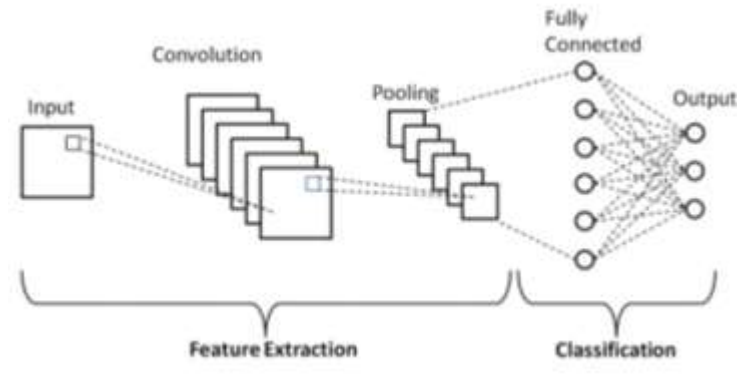 Fully
Connected
Convolution
Pooling
Input
Output
Feature Extraction
Classification